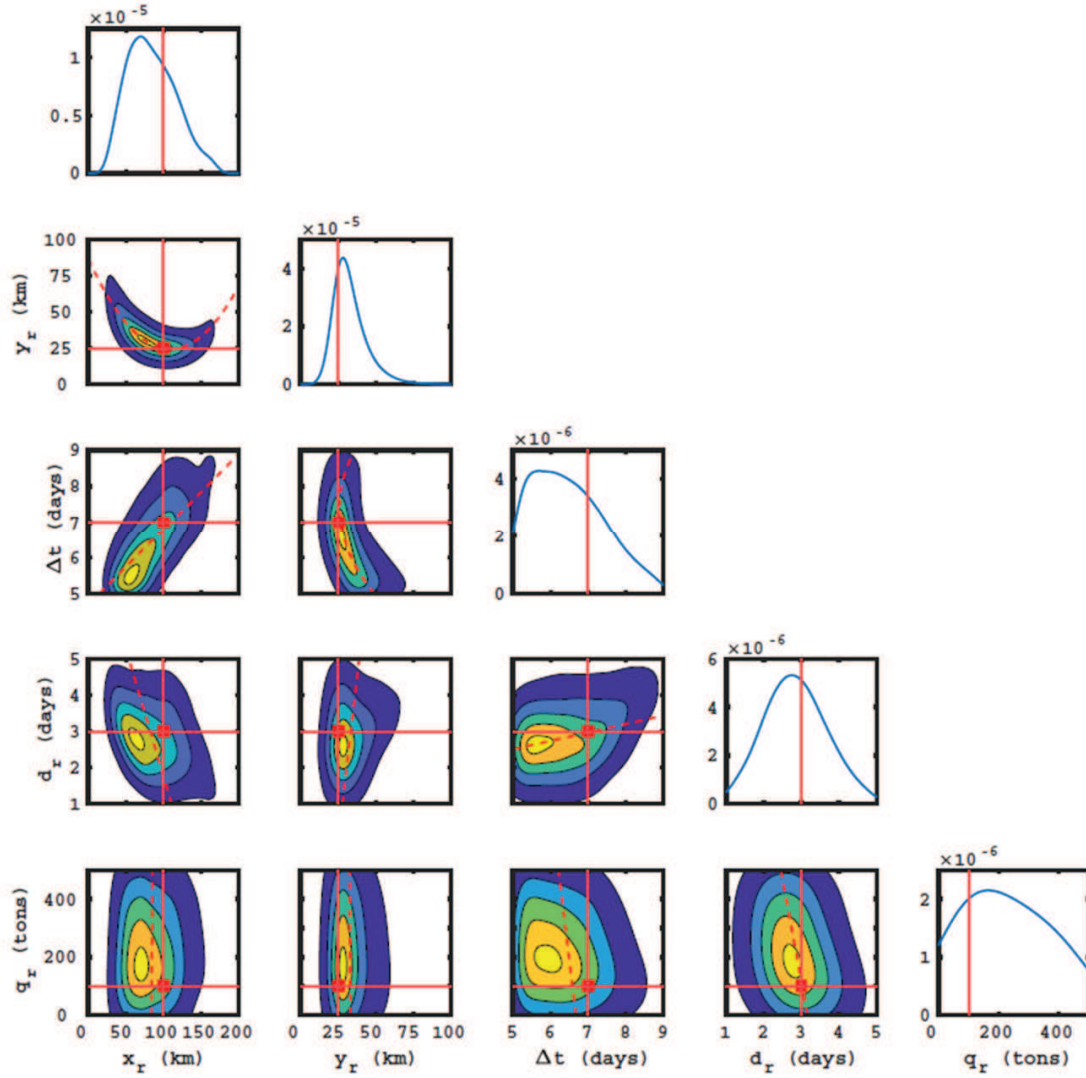 ×10 -5
1
0.5
0
×10 -5
100
75
50
25
0
y_r (km)
4
2
0
×10 -6
9
8
7
6
5
Δt (days)
4
2
0
×10 -6
5
4
3
2
1
d_r (days)
6
4
2
0
×10 -6
400
200
0
q_r (tons)
2
1
0
0 50 100 150 200
x_r (km)
0 25 50 75 100
y_r (km)
5 6 7 8 9
Δt (days)
1 2 3 4 5
d_r (days)
0 200 400
q_r (tons)